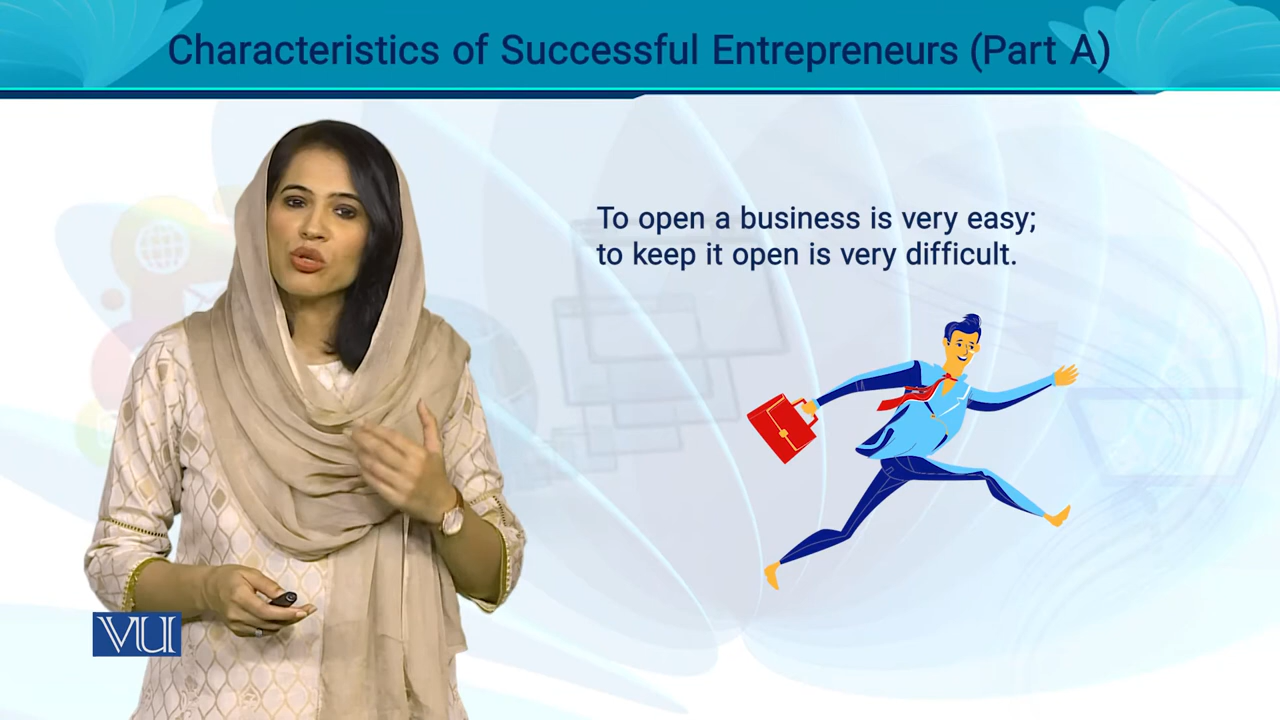 Characteristics of Successful Entrepreneurs (Part A)
To open a business is very easy;
to keep it open is very difficult.
VU